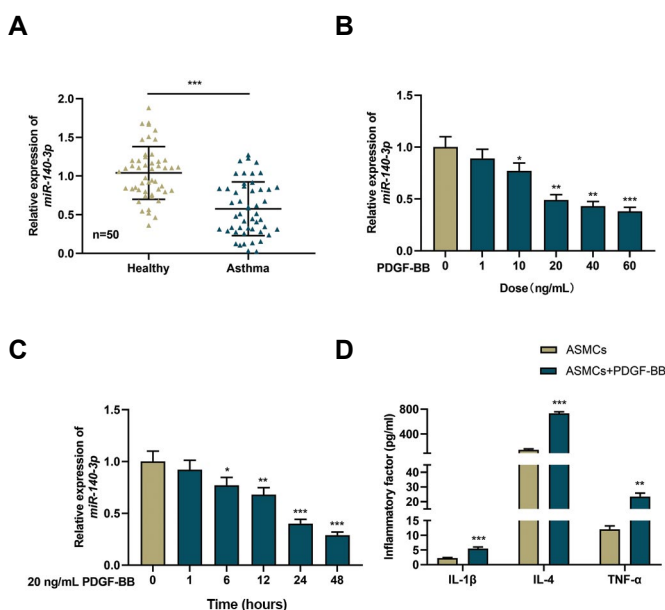 A
***
Relative expression of
miR-140-3p
2.0
1.5
1.0
0.5
0.0
n=50
Healthy
Asthma
B
Relative expression of
miR-140-3p
1.5
1.0
0.5
0.0
*
**
**
***
PDGF-BB
0
1
10
20
40
60
Dose(ng/mL)
C
Relative expression of
miR-140-3p
1.5
1.0
0.5
0.0
*
**
***
***
20 ng/mL PDGF-BB
0
1
6
12
24
48
Time (hours)
D
ASMCs
ASMCs+PDGF-BB
Inflammatory factor (pg/ml)
800
400
40
30
20
15
10
5
0
***
***
**
IL-1β
IL-4
TNF-α